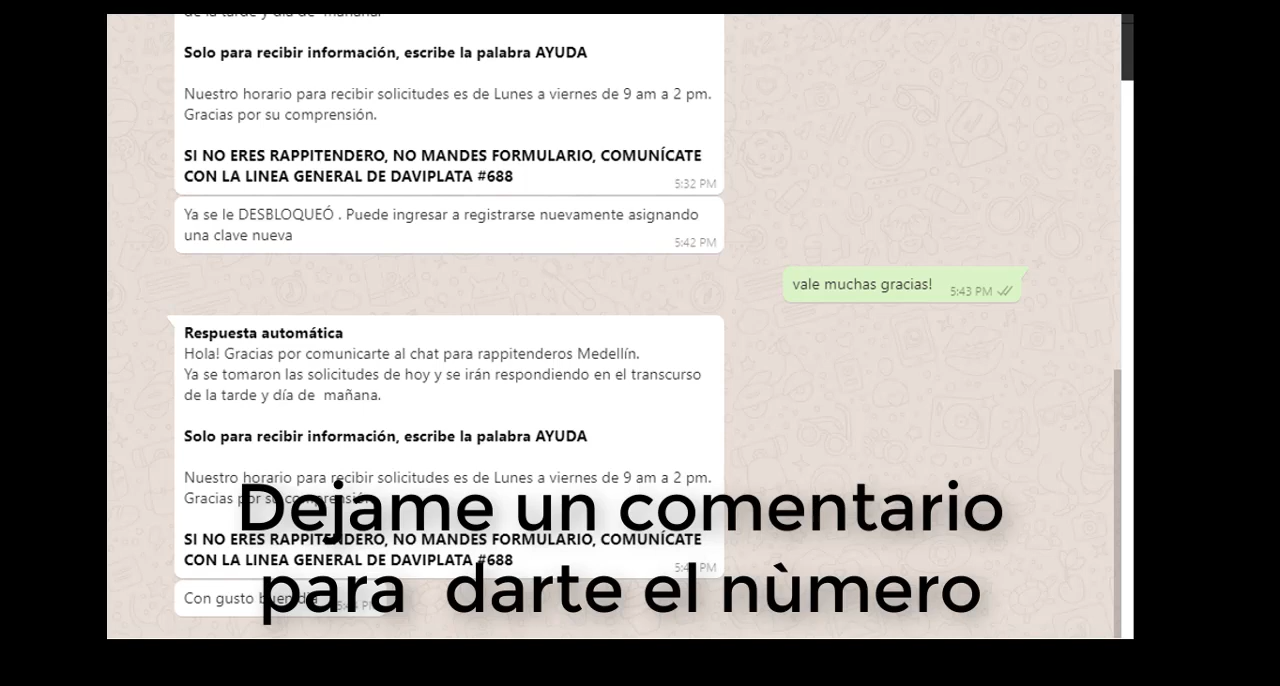 de la tarde y día de mañana.
Solo para recibir información, escribe la palabra AYUDA
Nuestro horario para recibir solicitudes es de Lunes a viernes de 9 am a 2 pm.
Gracias por su comprensión.
SI NO ERES RAPPITENDERO, NO MANDES FORMULARIO, COMUNÍCATE
CON LA LINEA GENERAL DE DAVIPLATA #688
5:32 PM
Ya se le DESBLOQUEÓ . Puede ingresar a registrarse nuevamente asignando
una clave nueva
5:42 PM
vale muchas gracias!
5:43 PM
Respuesta automática
Hola! Gracias por comunicarte al chat para rappitenderos Medellín.
Ya se tomaron las solicitudes de hoy y se irán respondiendo en el transcurso
de la tarde y día de mañana.
Solo para recibir información, escribe la palabra AYUDA
Nuestro horario para recibir solicitudes es de Lunes a viernes de 9 am a 2 pm.
Gracias por su comprensión.
SI NO ERES RAPPITENDERO, NO MANDES FORMULARIO, COMUNÍCATE
CON LA LINEA GENERAL DE DAVIPLATA #688
Con gusto buen día
Dejame un comentario
para darte el nùmero